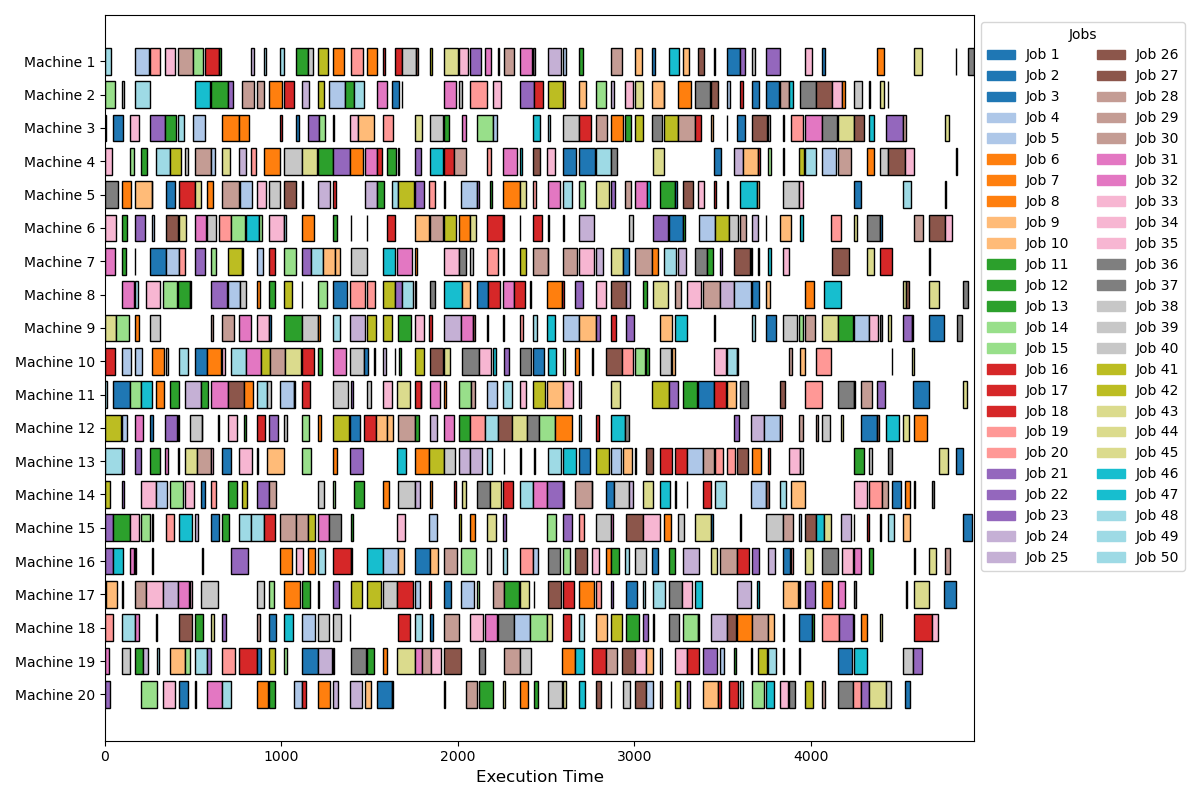 Machine 1
Machine 2
Machine 3
Machine 4
Machine 5
Machine 6
Machine 7
Machine 8
Machine 9
Machine 10
Machine 11
Machine 12
Machine 13
Machine 14
Machine 15
Machine 16
Machine 17
Machine 18
Machine 19
Machine 20
0 1000 2000 3000 4000
Execution Time
Jobs
Job 1 Job 26
Job 2 Job 27
Job 3 Job 28
Job 4 Job 29
Job 5 Job 30
Job 6 Job 31
Job 7 Job 32
Job 8 Job 33
Job 9 Job 34
Job 10 Job 35
Job 11 Job 36
Job 12 Job 37
Job 13 Job 38
Job 14 Job 39
Job 15 Job 40
Job 16 Job 41
Job 17 Job 42
Job 18 Job 43
Job 19 Job 44
Job 20 Job 45
Job 21 Job 46
Job 22 Job 47
Job 23 Job 48
Job 24 Job 49
Job 25 Job 50